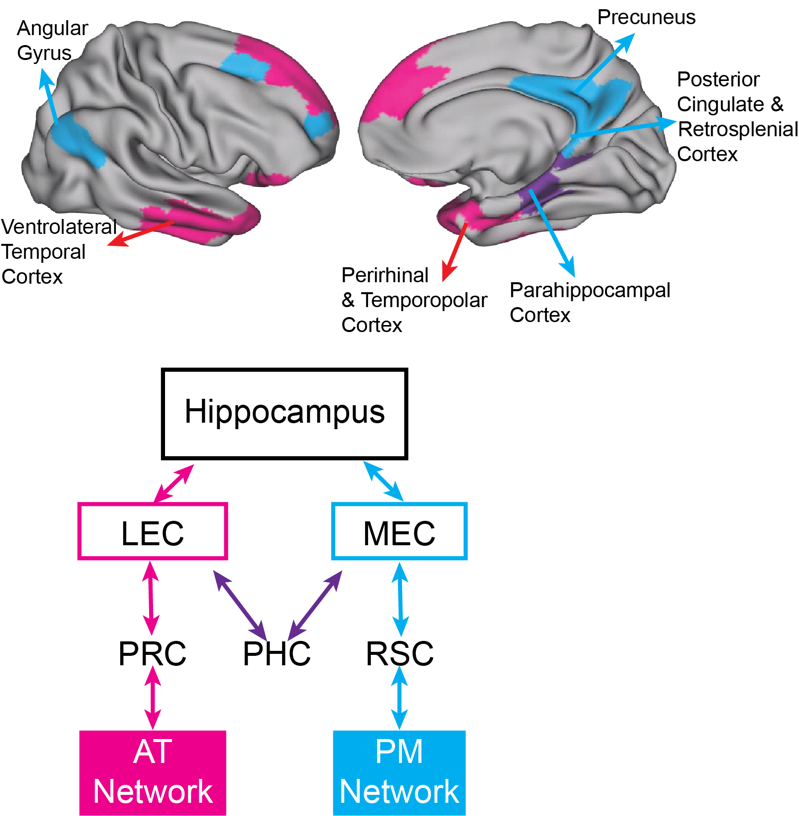 Angular
Gyrus
Precuneus
Posterior
Cingulate &
Retrosplenial
Cortex
Ventrolateral
Temporal
Cortex
Perirhinal
& Temporopolar
Cortex
Parahippocampal
Cortex
Hippocampus
LEC
MEC
PRC
PHC
RSC
AT
Network
PM
Network